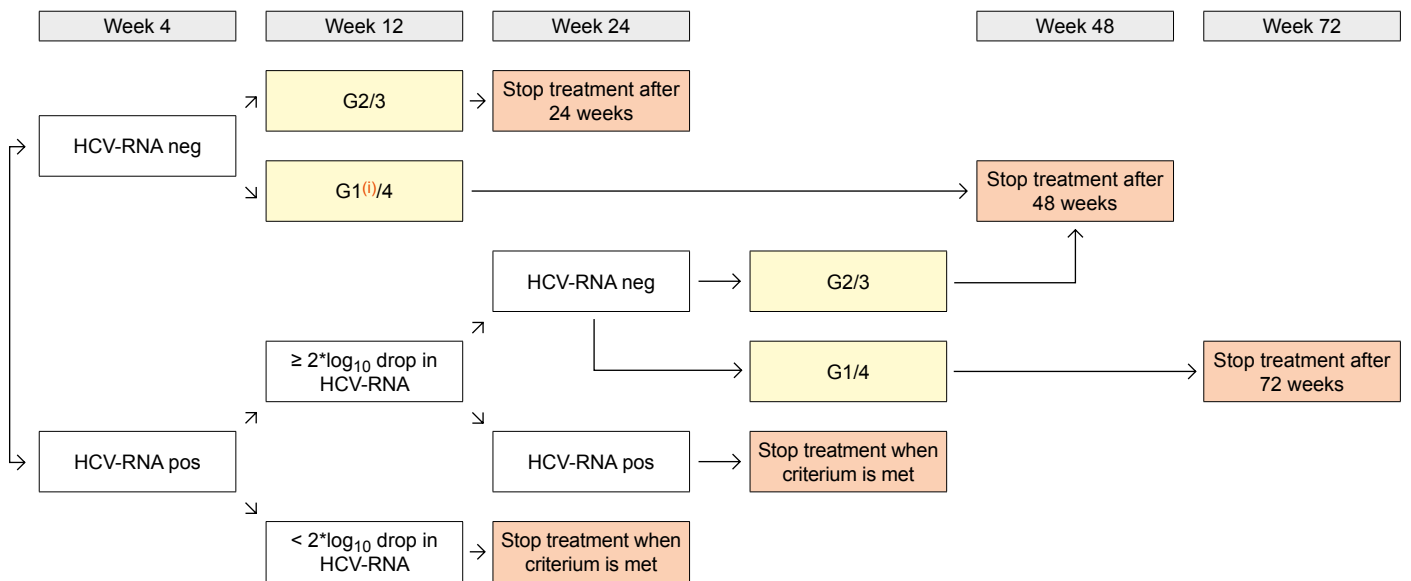 Week 4
Week 12
Week 24
Week 48
Week 72
G2/3
Stop treatment after
24 weeks
HCV-RNA neg
G1(i)/4
Stop treatment after
48 weeks
HCV-RNA neg
G2/3
≥ 2*log10 drop in
HCV-RNA
G1/4
Stop treatment after
72 weeks
HCV-RNA pos
HCV-RNA pos
Stop treatment when
criterium is met
< 2*log10 drop in
HCV-RNA
Stop treatment when
criterium is met